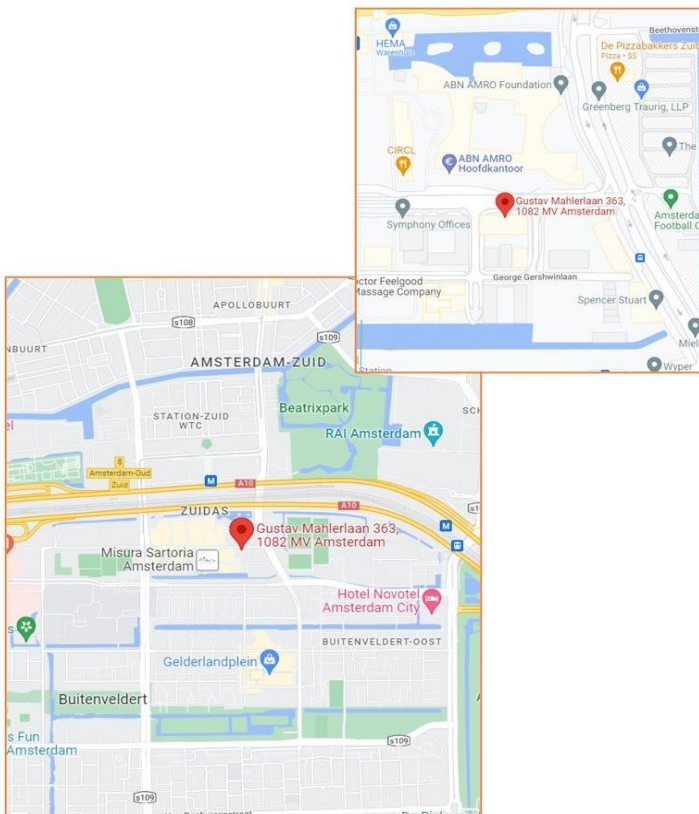 Beethovenst
HEMA
Warenhuis
De Pizzabakkers Zuid
Pizza - $$
ABN AMRO Foundation
Greenberg Traurig, LLP
CIRCL
ABN AMRO
Hoofdkantoor
The
Gustav Mahlerlaan 363,
1082 MV Amsterdam
Symphony Offices
Amsterda
Football C
George Gershwinlaan
ctor Feelgood
Massage Company
Spencer Stuart
Miel
Wyper
Station
APOLLOBUURT
s108
s109
NBUURT
AMSTERDAM-ZUID
Beatrixpark
STATION-ZUID
WTC
SCH
RAI Amsterdam
el
8
Amsterdam-Oud
Zuid
M
A10
A10
ZUIDAS
M
Gustav Mahlerlaan 363,
1082 MV Amsterdam
Misura Sartoria
Amsterdam
Hotel Novotel
Amsterdam City
s
BUITENVELDERT-OOST
Gelderlandplein
Buitenveldert
A
s Fun
Amsterdam
s109
s109